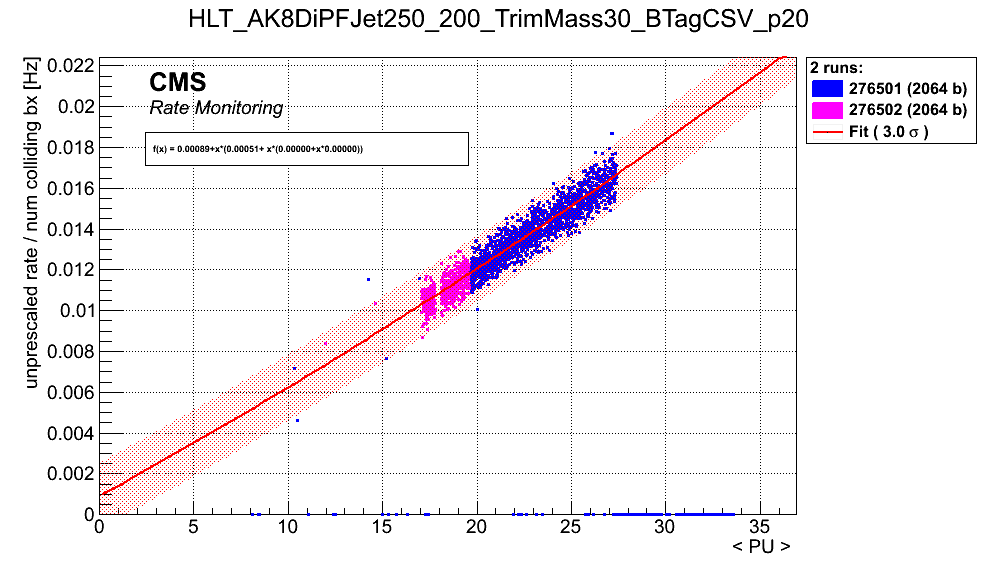 HLT_AK8DiPFJet250_200_TrimMass30_BTagCSV_p20
unprescaled rate / num colliding bx [Hz]
0.022
0.02
0.018
0.016
0.014
0.012
0.01
0.008
0.006
0.004
0.002
0
CMS
Rate Monitoring
f(x) = 0.00089+x*(0.00051+ x*(0.00000+x*0.00000))
2 runs:
276501 (2064 b)
276502 (2064 b)
Fit ( 3.0 σ )
0 5 10 15 20 25 30 35
< PU >